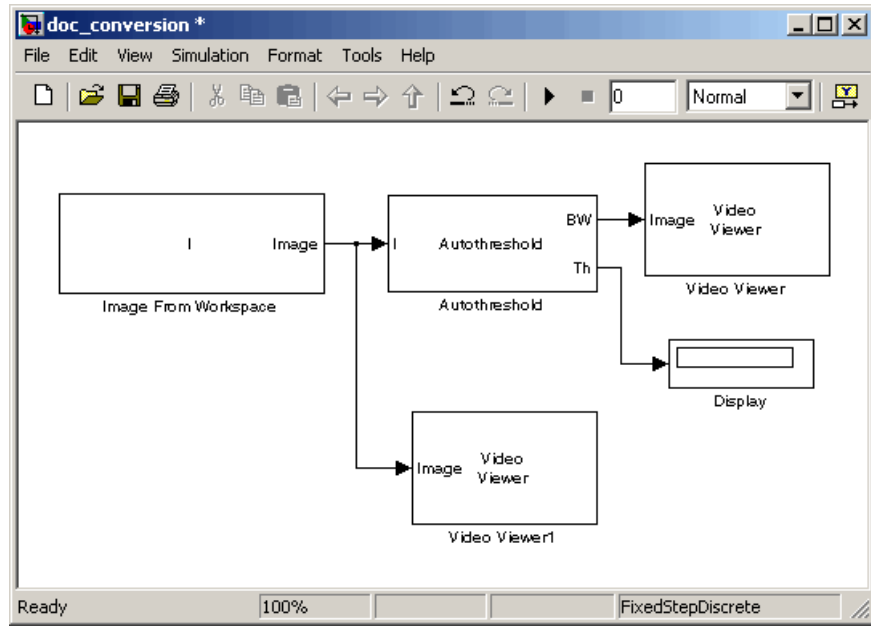 doc_conversion *
File Edit View Simulation Format Tools Help
0 Normal
I Image
Image From Workspace
I Autothreshold BW Th
Autothreshold
Image Video Viewer
Video Viewer
Display
Image Video Viewer
Video Viewer1
Ready 100% FixedStepDiscrete